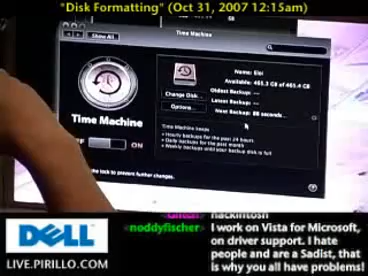 "Disk Formatting" (Oct 31, 2007 12:15am)
Show All
Time Machine
Name: Eloi
Available: 465.3 GB of 465.4 GB
Oldest Backup: --
Latest Backup: --
Change Disk...
Next Backup: 88 seconds...
Options...
Time Machine
ON
Time Machine keeps
• Hourly backups for the past 24 hours
• Daily backups for the past month
• Weekly backups until your backup disk is full
the lock to prevent further changes.
?
hackintosh
<noddyfischer>
I work on Vista for Microsoft,
on driver support. I hate
people and are a Sadist, that
is why you all have problems!
DELL
LIVE.PIRILLO.COM